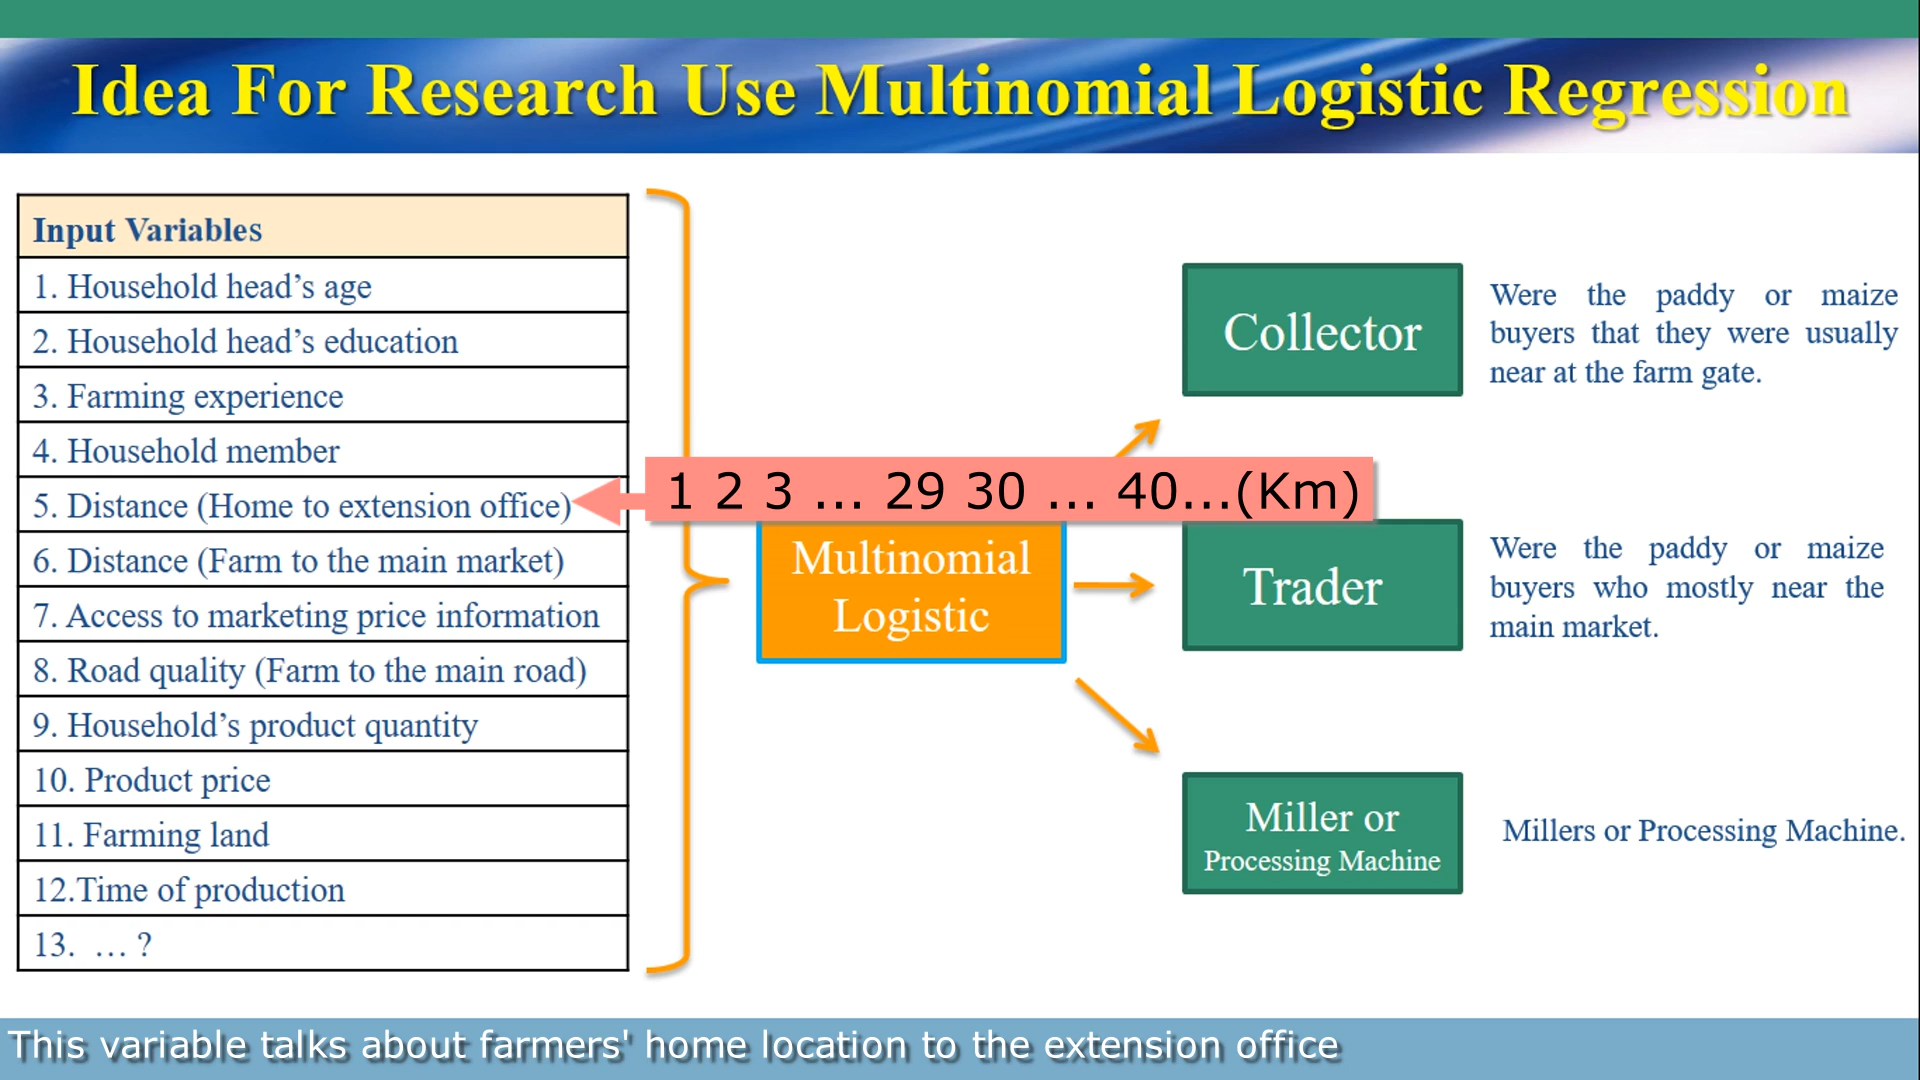 Idea For Research Use Multinomial Logistic Regression
Input Variables
1. Household head’s age
2. Household head’s education
3. Farming experience
4. Household member
5. Distance (Home to extension office)
6. Distance (Farm to the main market)
7. Access to marketing price information
8. Road quality (Farm to the main road)
9. Household’s product quantity
10. Product price
11. Farming land
12.Time of production
13. … ?
1 2 3 ... 29 30 ... 40...(Km)
Multinomial
Logistic
Collector
Were the paddy or maize
buyers that they were usually
near at the farm gate.
Trader
Were the paddy or maize
buyers who mostly near the
main market.
Miller or
Processing Machine
Millers or Processing Machine.
This variable talks about farmers' home location to the extension office